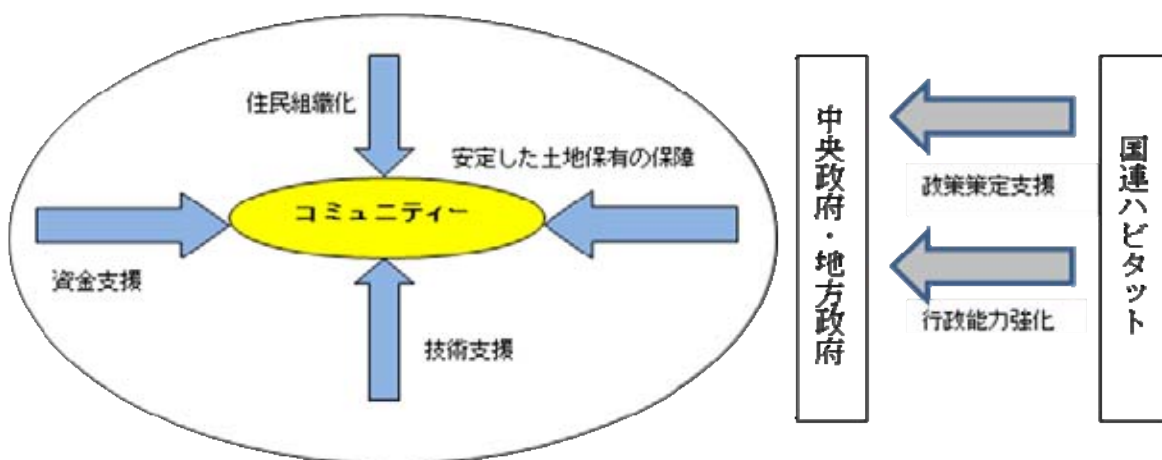 住民組織化
安定した土地保有の保障
コミュニティー
資金支援
技術支援
中央政府・地方政府
政策策定支援
行政能力強化
国連ハビタット